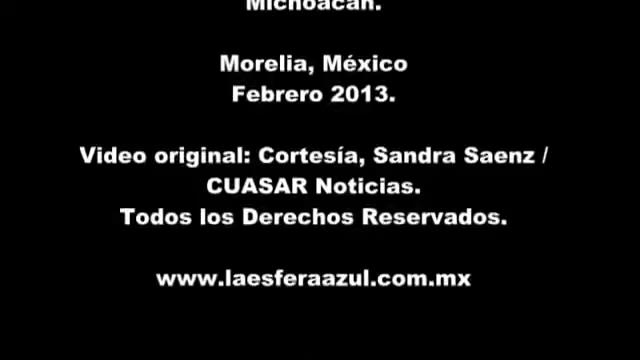 Michoacán.
Morelia, México
Febrero 2013.
Video original: Cortesía, Sandra Saenz /
CUASAR Noticias.
Todos los Derechos Reservados.
www.laesferaazul.com.mx